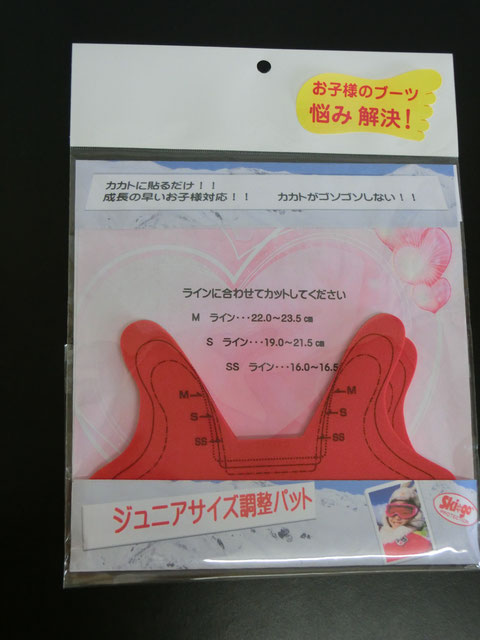 お子様のブーツ
悩み 解決！
カカトに貼るだけ！！
成長の早いお子様対応！！ カカトがゴソゴソしない！！
ラインに合わせてカットしてください
M ライン･･･22.0～23.5㎝
S ライン･･･19.0～21.5㎝
SS ライン･･･16.0～16.5
M
M
S
S
SS
SS
ジュニアサイズ調整パット